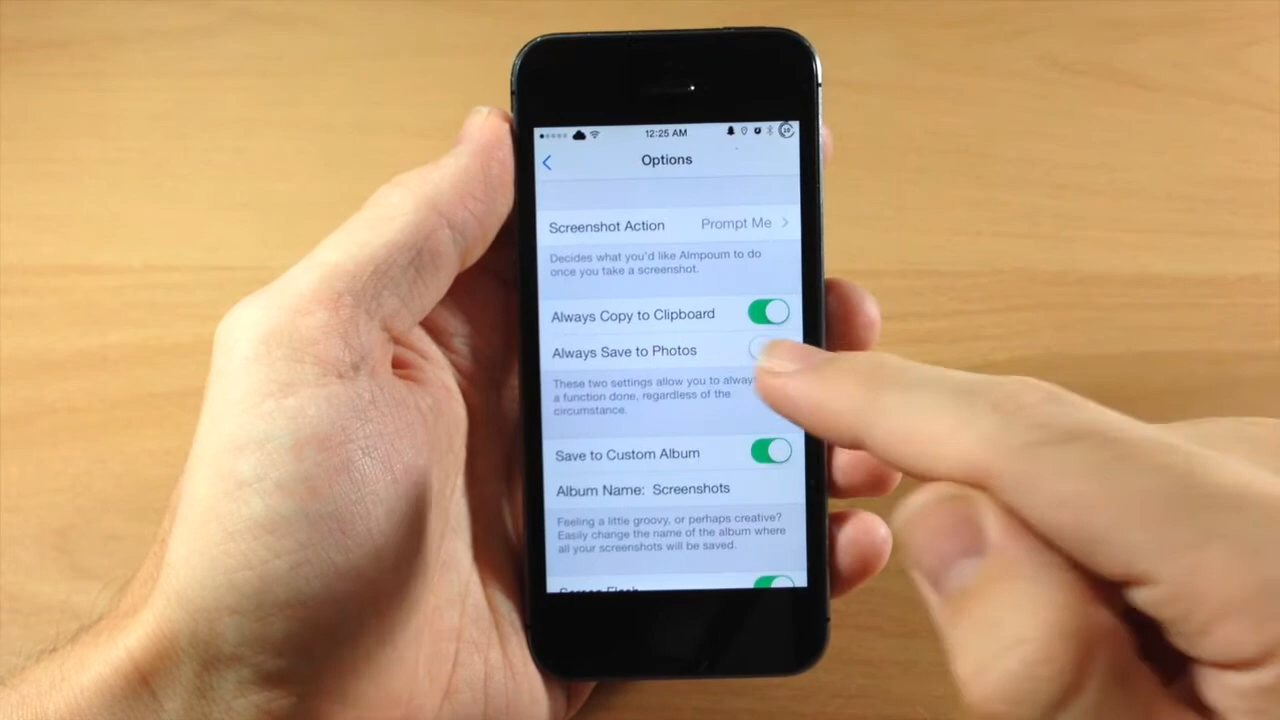 12:25 AM
Options
Screenshot Action Prompt Me
Decides what you'd like Almpoum to do
once you take a screenshot.
Always Copy to Clipboard
Always Save to Photos
These two settings allow you to alway
a function done, regardless of the
circumstance.
Save to Custom Album
Album Name: Screenshots
Feeling a little groovy, or perhaps creative?
Easily change the name of the album where
all your screenshots will be saved.
Screen Flash